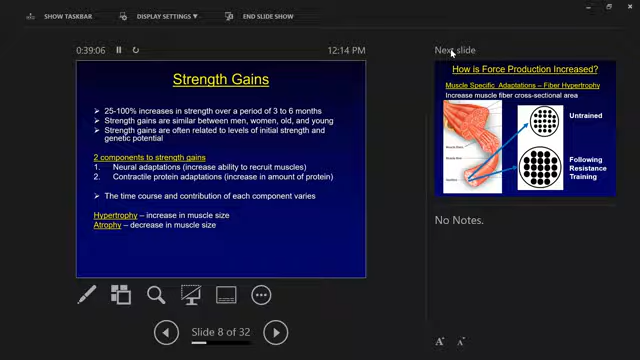 SHOW TASKBAR
DISPLAY SETTINGS ▼
END SLIDE SHOW
0:39:06
12:14 PM
Strength Gains
➢ 25-100% increases in strength over a period of 3 to 6 months
➢ Strength gains are similar between men, women, old, and young
➢ Strength gains are often related to levels of initial strength and
genetic potential
2 components to strength gains
1. Neural adaptations (increase ability to recruit muscles)
2. Contractile protein adaptations (increase in amount of protein)
➢ The time course and contribution of each component varies
Hypertrophy – increase in muscle size
Atrophy – decrease in muscle size
Slide 8 of 32
Next slide
How is Force Production Increased?
Muscle Specific Adaptations – Fiber Hypertrophy
Increase muscle fiber cross-sectional area
Untrained
Following
Resistance
Training
No Notes.
A
A